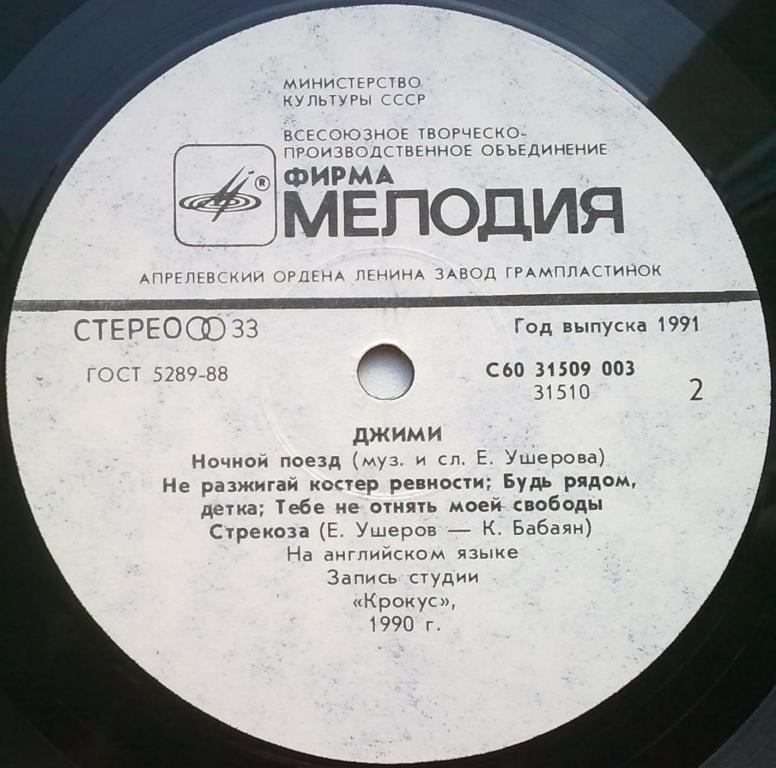 МИНИСТЕРСТВО
КУЛЬТУРЫ СССР
ВСЕСОЮЗНОЕ ТВОРЧЕСКО-
ПРОИЗВОДСТВЕННОЕ ОБЪЕДИНЕНИЕ
ФИРМА
®
МЕЛОДИЯ
АПРЕЛЕВСКИЙ ОРДЕНА ЛЕНИНА ЗАВОД ГРАМПЛАСТИНОК
СТЕРЕО 33
Год выпуска 1991
ГОСТ 5289-88
С60 31509 003
31510
2
ДЖИМИ
Ночной поезд (муз. и сл. Е. Ушерова)
Не разжигай костер ревности; Будь рядом,
детка; Тебе не отнять моей свободы
Стрекоза (Е. Ушеров — К. Бабаян)
На английском языке
Запись студии
«Крокус»,
1990 г.